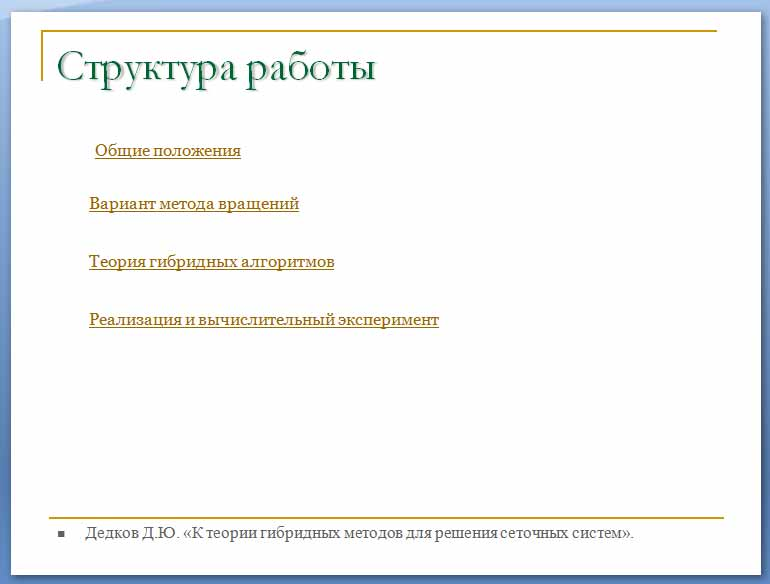 Структура работы
Общие положения
Вариант метода вращений
Теория гибридных алгоритмов
Реализация и вычислительный эксперимент
Дедков Д.Ю. «К теории гибридных методов для решения сеточных систем».